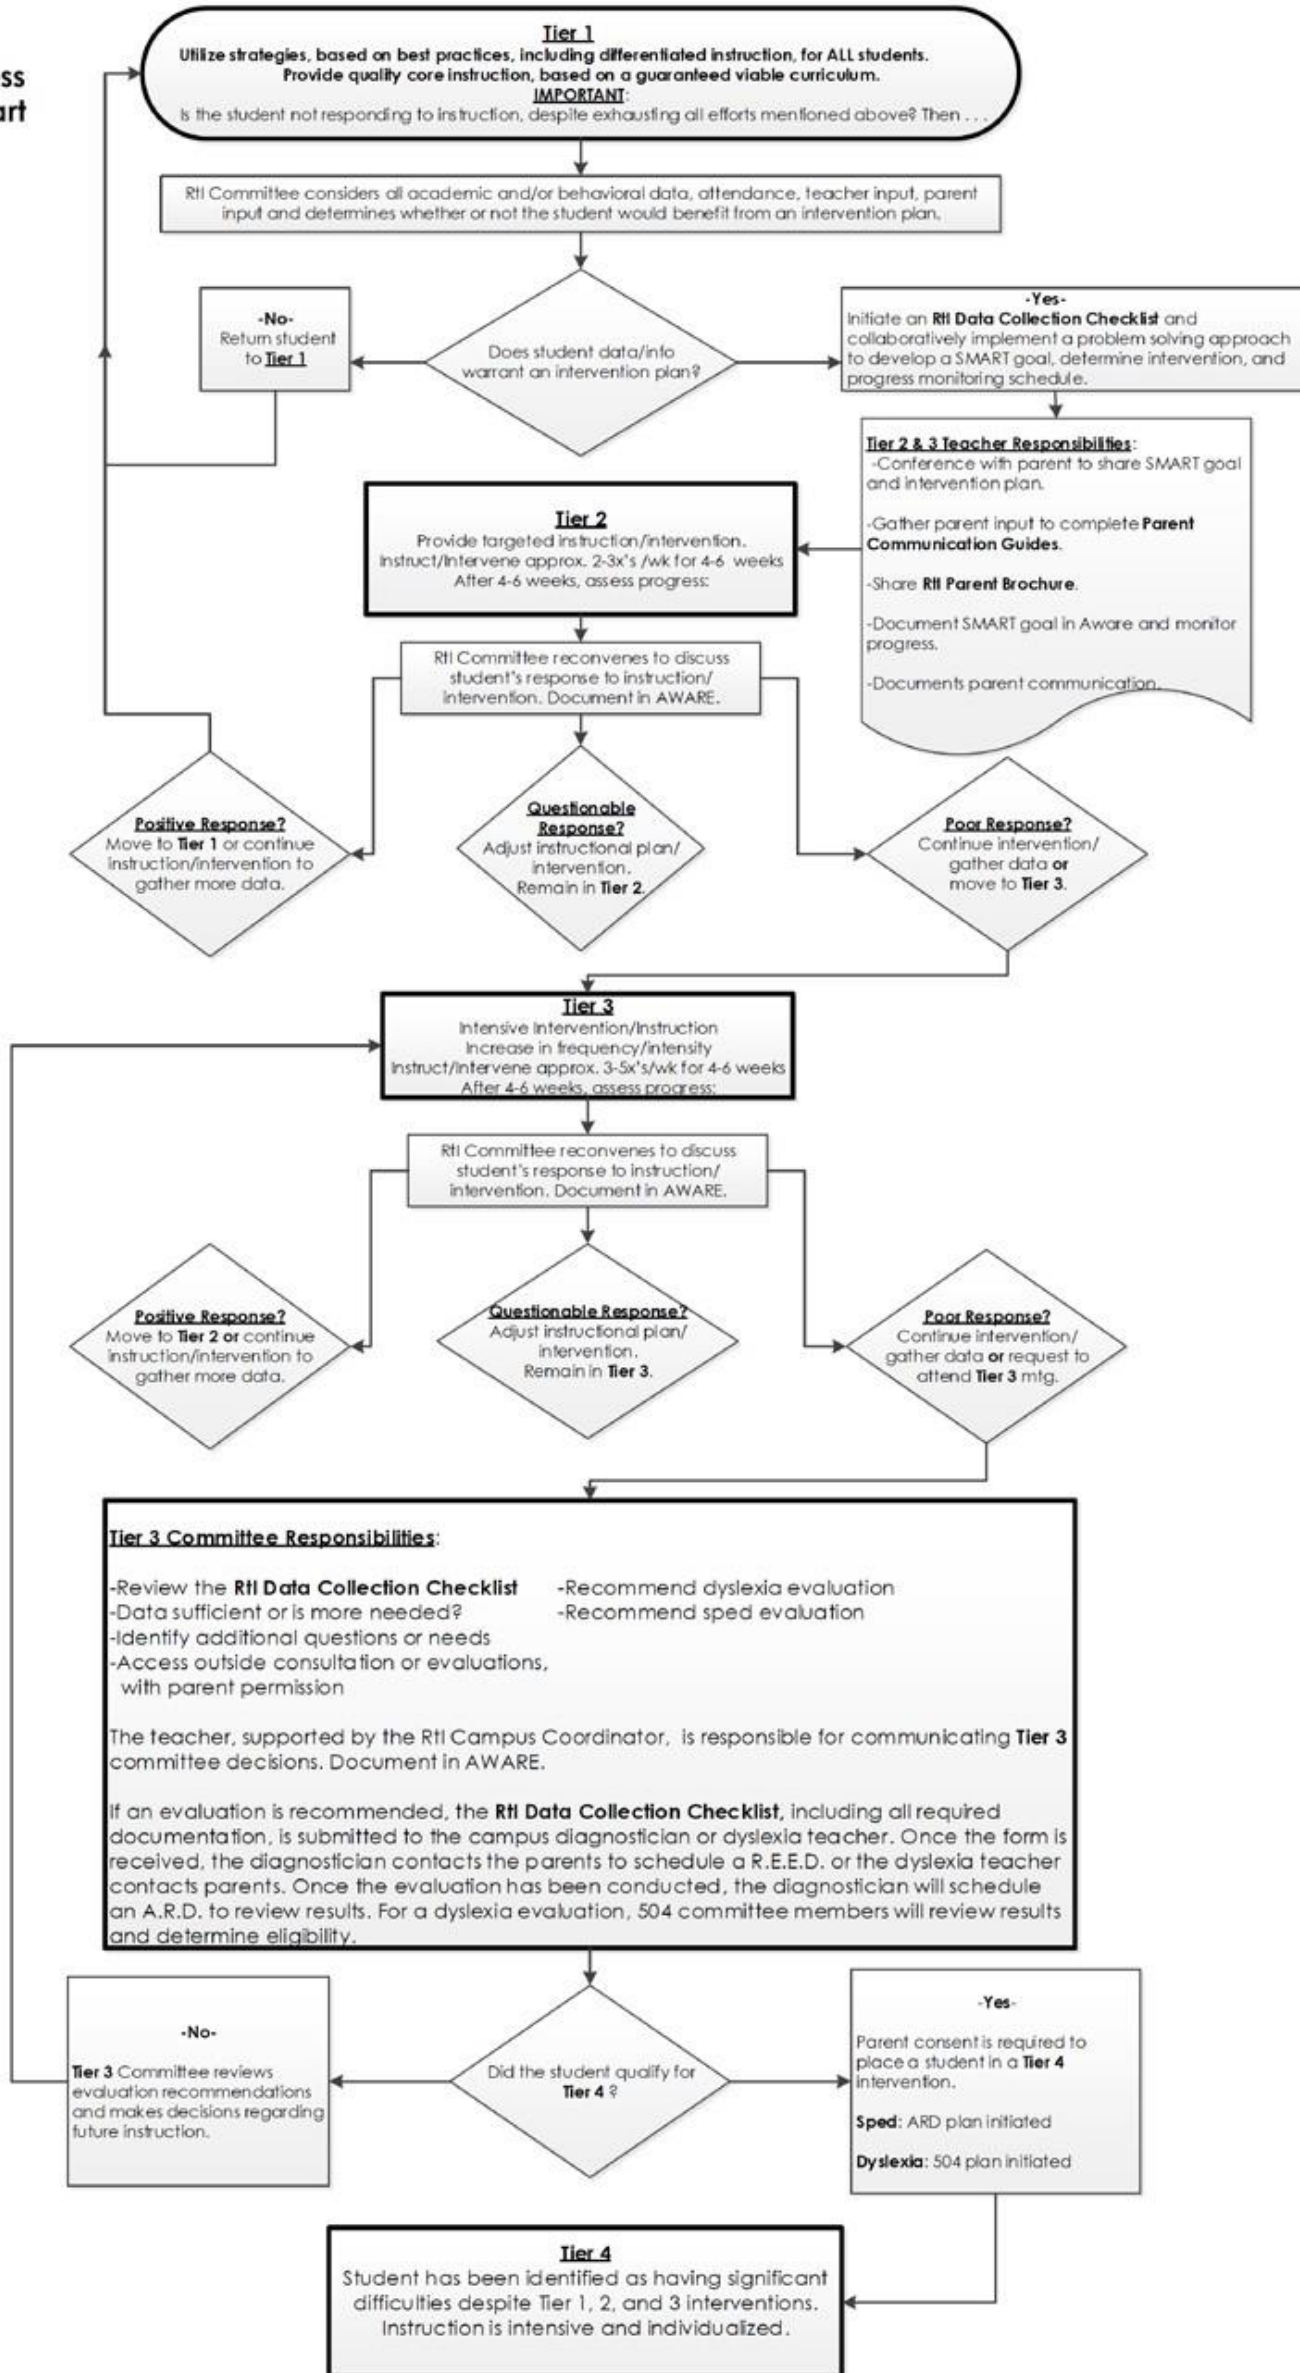 ss
art
Tier 1
Utilize strategies, based on best practices, including differentiated instruction, for ALL students.
Provide quality core instruction, based on a guaranteed viable curriculum.
IMPORTANT:
Is the student not responding to instruction, despite exhausting all efforts mentioned above? Then . . .
RtI Committee considers all academic and/or behavioral data, attendance, teacher input, parent
input and determines whether or not the student would benefit from an intervention plan.
-No-
Return student
to Tier 1
Does student data/info
warrant an intervention plan?
-Yes-
Initiate an RtI Data Collection Checklist and
collaboratively implement a problem solving approach
to develop a SMART goal, determine intervention, and
progress monitoring schedule.
Tier 2 & 3 Teacher Responsibilities:
-Conference with parent to share SMART goal
and intervention plan.
-Gather parent input to complete Parent
Communication Guides.
-Share RtI Parent Brochure.
-Document SMART goal in Aware and monitor
progress.
-Documents parent communication.
Tier 2
Provide targeted instruction/intervention.
Instruct/Intervene approx. 2-3x's /wk for 4-6 weeks
After 4-6 weeks, assess progress:
RtI Committee reconvenes to discuss
student's response to instruction/
intervention. Document in AWARE.
Positive Response?
Move to Tier 1 or continue
instruction/intervention to
gather more data.
Questionable
Response?
Adjust instructional plan/
intervention.
Remain in Tier 2.
Poor Response?
Continue intervention/
gather data or
move to Tier 3.
Tier 3
Intensive Intervention/Instruction
Increase in frequency/intensity
Instruct/Intervene approx. 3-5x's/wk for 4-6 weeks
After 4-6 weeks, assess progress:
RtI Committee reconvenes to discuss
student's response to instruction/
intervention. Document in AWARE.
Positive Response?
Move to Tier 2 or continue
instruction/intervention to
gather more data.
Questionable Response?
Adjust instructional plan/
intervention.
Remain in Tier 3.
Poor Response?
Continue intervention/
gather data or request to
attend Tier 3 mtg.
Tier 3 Committee Responsibilities:
-Review the RtI Data Collection Checklist
-Data sufficient or is more needed?
-Identify additional questions or needs
-Access outside consultation or evaluations,
with parent permission
-Recommend dyslexia evaluation
-Recommend sped evaluation
The teacher, supported by the RtI Campus Coordinator, is responsible for communicating Tier 3
committee decisions. Document in AWARE.
If an evaluation is recommended, the RtI Data Collection Checklist, including all required
documentation, is submitted to the campus diagnostician or dyslexia teacher. Once the form is
received, the diagnostician contacts the parents to schedule a R.E.E.D. or the dyslexia teacher
contacts parents. Once the evaluation has been conducted, the diagnostician will schedule
an A.R.D. to review results. For a dyslexia evaluation, 504 committee members will review results
and determine eligibility.
-No-
Tier 3 Committee reviews
evaluation recommendations
and makes decisions regarding
future instruction.
Did the student qualify for
Tier 4 ?
-Yes-
Parent consent is required to
place a student in a Tier 4
intervention.
Sped: ARD plan initiated
Dyslexia: 504 plan initiated
Tier 4
Student has been identified as having significant
difficulties despite Tier 1, 2, and 3 interventions.
Instruction is intensive and individualized.